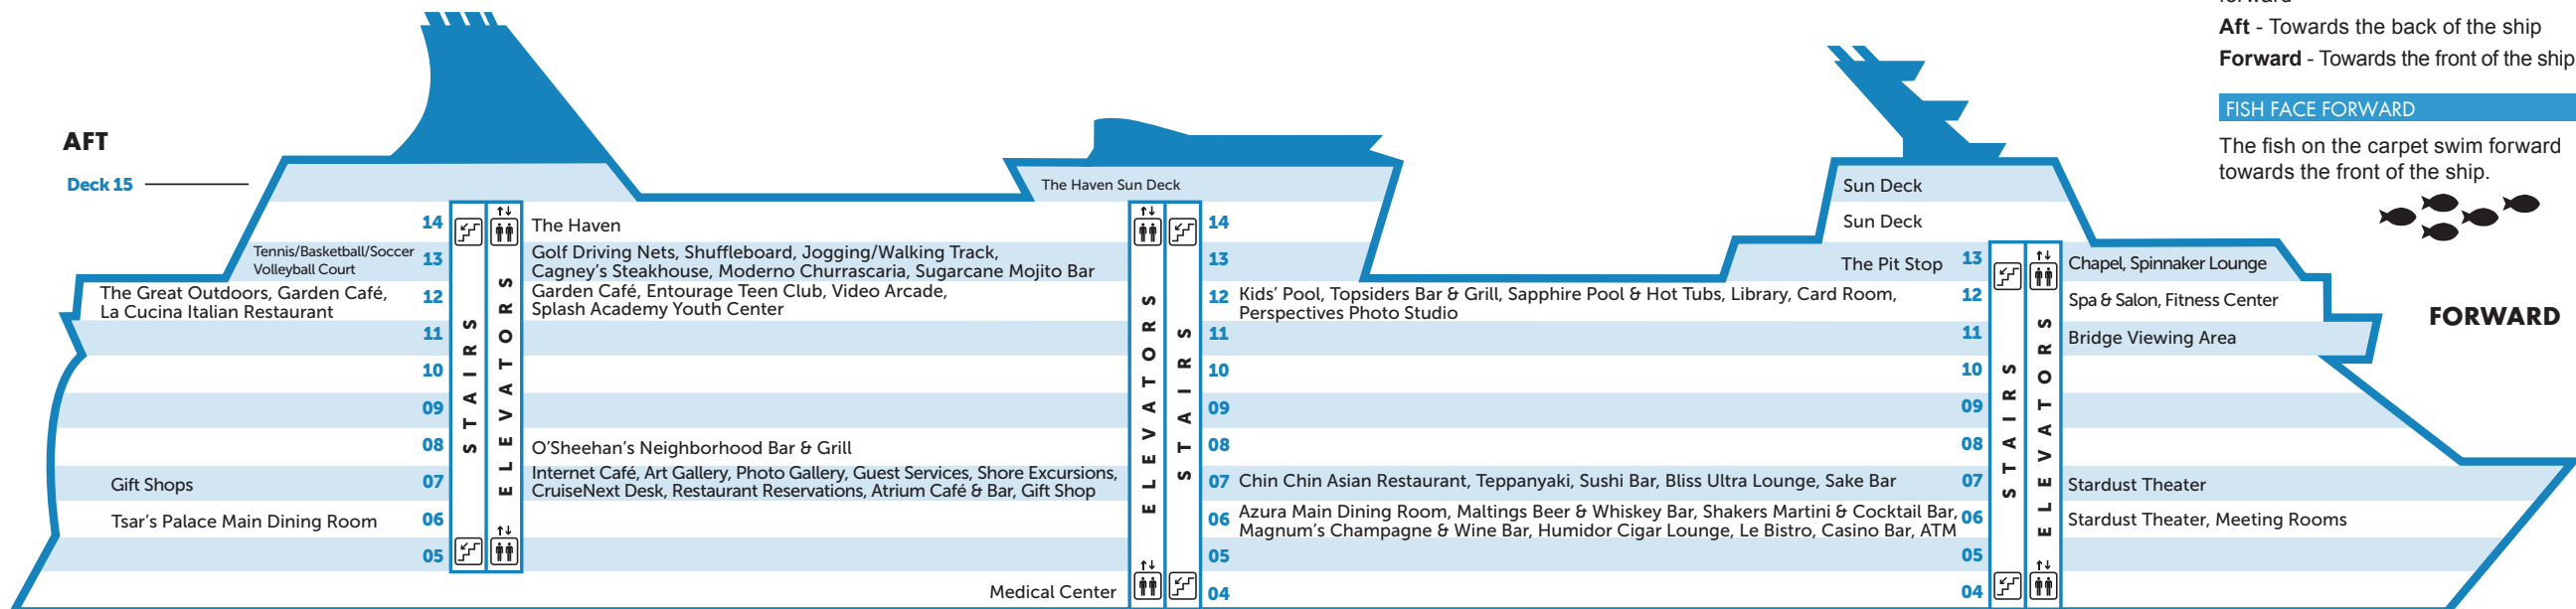 forward
Aft - Towards the back of the ship
Forward - Towards the front of the ship
FISH FACE FORWARD
The fish on the carpet swim forward
towards the front of the ship.
AFT
FORWARD
Deck 15
The Haven Sun Deck
Sun Deck
14
The Haven
14
Sun Deck
Tennis/Basketball/Soccer
Volleyball Court
13
Golf Driving Nets, Shuffleboard, Jogging/Walking Track,
Cagney's Steakhouse, Moderno Churrascaria, Sugarcane Mojito Bar
13
The Pit Stop
13
Chapel, Spinnaker Lounge
The Great Outdoors, Garden Café,
La Cucina Italian Restaurant
12
Garden Café, Entourage Teen Club, Video Arcade,
Splash Academy Youth Center
12
Kids' Pool, Topsiders Bar & Grill, Sapphire Pool & Hot Tubs, Library, Card Room,
Perspectives Photo Studio
12
Spa & Salon, Fitness Center
11
11
11
Bridge Viewing Area
10
10
10
09
09
09
08
O'Sheehan's Neighborhood Bar & Grill
08
08
Gift Shops
07
Internet Café, Art Gallery, Photo Gallery, Guest Services, Shore Excursions,
CruiseNext Desk, Restaurant Reservations, Atrium Café & Bar, Gift Shop
07
Chin Chin Asian Restaurant, Teppanyaki, Sushi Bar, Bliss Ultra Lounge, Sake Bar
07
Stardust Theater
Tsar's Palace Main Dining Room
06
06
Azura Main Dining Room, Maltings Beer & Whiskey Bar, Shakers Martini & Cocktail Bar,
Magnum's Champagne & Wine Bar, Humidor Cigar Lounge, Le Bistro, Casino Bar, ATM
06
Stardust Theater, Meeting Rooms
05
05
05
Medical Center
04
04
STAIRS
ELEVATORS
ELEVATORS
STAIRS
STAIRS
ELEVATORS